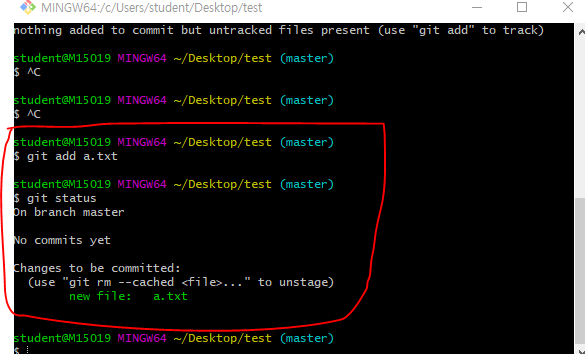 MINGW64:/c/Users/student/Desktop/test
nothing added to commit but untracked files present (use "git add" to track)
student@M15019 MINGW64 ~/Desktop/test (master)
$ ^C
student@M15019 MINGW64 ~/Desktop/test (master)
$ ^C
student@M15019 MINGW64 ~/Desktop/test (master)
$ git add a.txt
student@M15019 MINGW64 ~/Desktop/test (master)
$ git status
On branch master
No commits yet
Changes to be committed:
(use "git rm --cached <file>..." to unstage)
new file: a.txt
student@M15019 MINGW64 ~/Desktop/test (master)
$